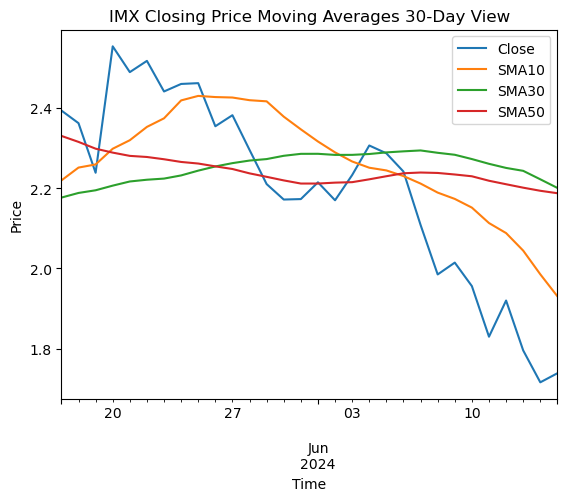 IMX Closing Price Moving Averages 30-Day View
Close
SMA10
SMA30
SMA50
Price
2.4
2.2
2.0
1.8
20
27
03
10
Jun
2024
Time